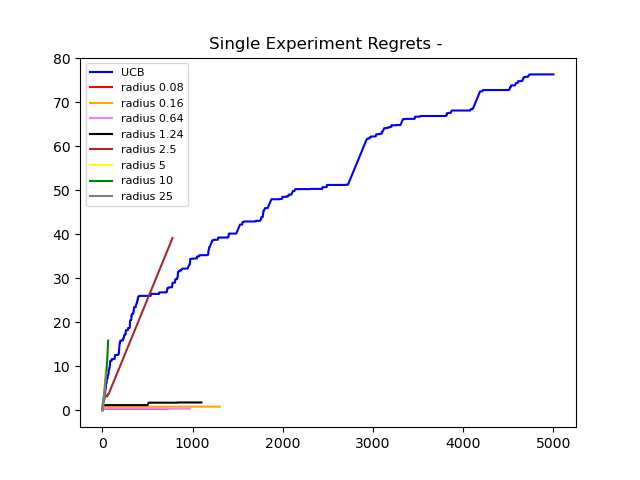 Single Experiment Regrets -
80
70
60
50
40
30
20
10
0
UCB
radius 0.08
radius 0.16
radius 0.64
radius 1.24
radius 2.5
radius 5
radius 10
radius 25
0 1000 2000 3000 4000 5000